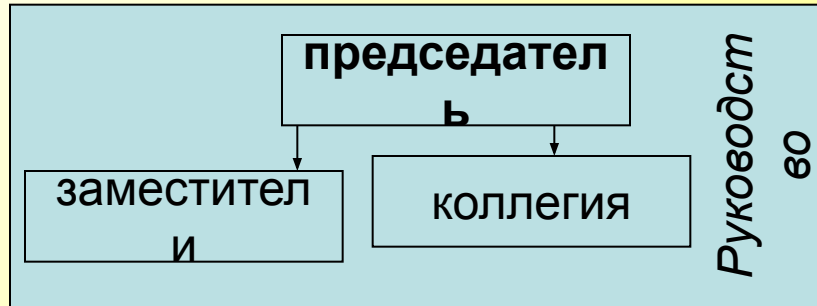 председател
ь
заместител
и
коллегия
Руководст
во